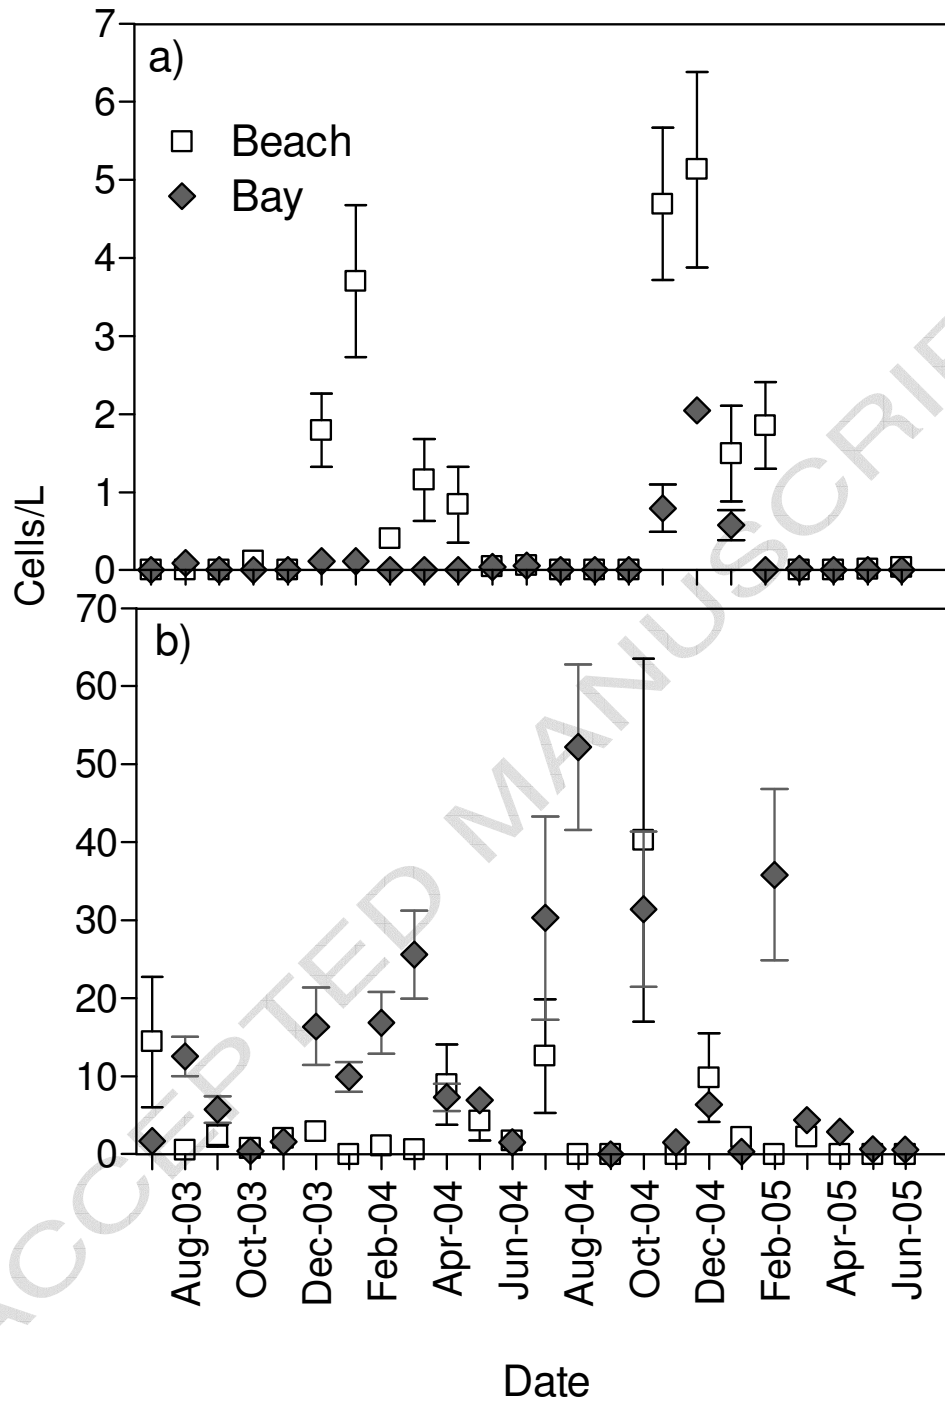 a)
Beach
Bay
7
6
5
4
3
2
1
0
Cells/L
b)
70
60
50
40
30
20
10
0
Aug-03
Oct-03
Dec-03
Feb-04
Apr-04
Jun-04
Aug-04
Oct-04
Dec-04
Feb-05
Apr-05
Jun-05
Date
ACCEPTED MANUSCRI